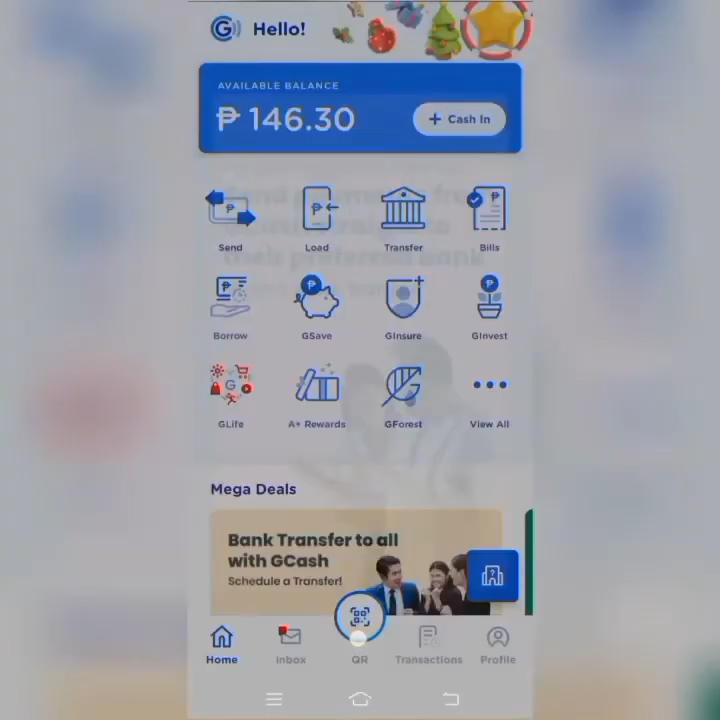 Hello!
AVAILABLE BALANCE
₱ 146.30
+ Cash In
Send
Load
Transfer
Bills
Borrow
GSave
GInsure
GInvest
GLife
A+ Rewards
GForest
View All
Mega Deals
Bank Transfer to all
with GCash
Schedule a Transfer!
Home
Inbox
QR
Transactions
Profile